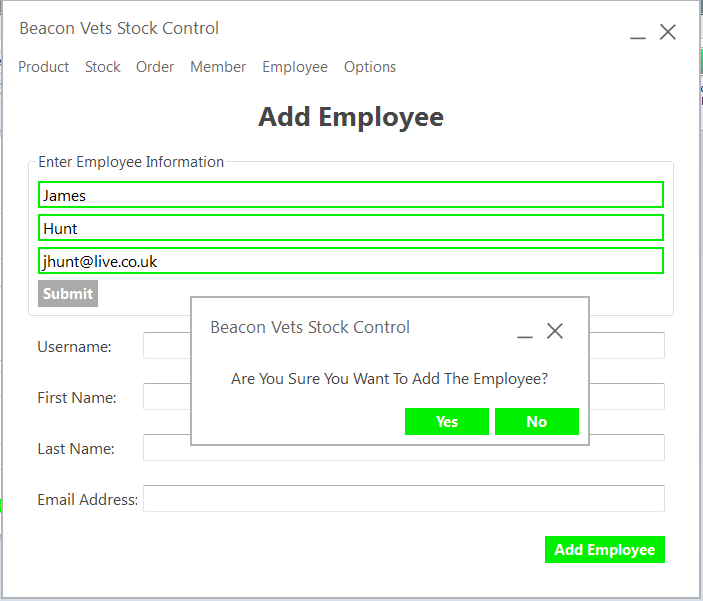 Beacon Vets Stock Control
Product Stock Order Member Employee Options
Add Employee
Enter Employee Information
James
Hunt
jhunt@live.co.uk
Submit
Beacon Vets Stock Control
Are You Sure You Want To Add The Employee?
Yes No
Username:
First Name:
Last Name:
Email Address:
Add Employee